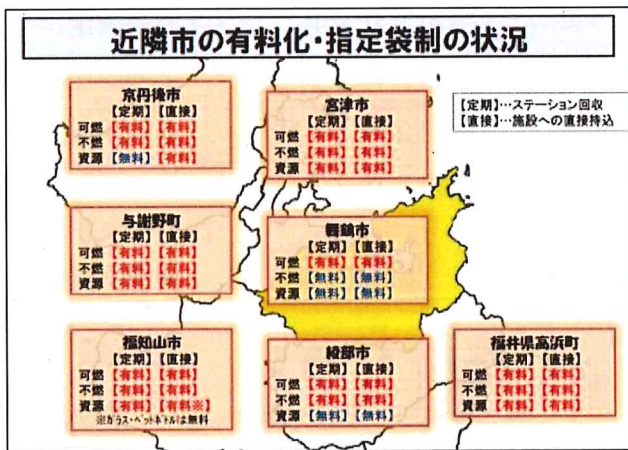 近隣市の有料化・指定袋制の状況
【定期】…ステーション回収
【直接】…施設への直接持込
京丹後市
【定期】【直接】
可燃【有料】【有料】
不燃【有料】【有料】
資源【無料】【有料】
宮津市
【定期】【直接】
可燃【有料】【有料】
不燃【有料】【有料】
資源【有料】【有料】
与謝野町
【定期】【直接】
可燃【有料】【有料】
不燃【有料】【有料】
資源【有料】【有料】
舞鶴市
【定期】【直接】
可燃【有料】【有料】
不燃【無料】【無料】
資源【無料】【無料】
福知山市
【定期】【直接】
可燃【有料】【有料】
不燃【有料】【有料】
資源【有料】【有料※】
※ガラス・ペットボトルは無料
綾部市
【定期】【直接】
可燃【有料】【有料】
不燃【有料】【有料】
資源【無料】【無料】
福井県高浜町
【定期】【直接】
可燃【有料】【有料】
不燃【有料】【有料】
資源【有料】【有料】